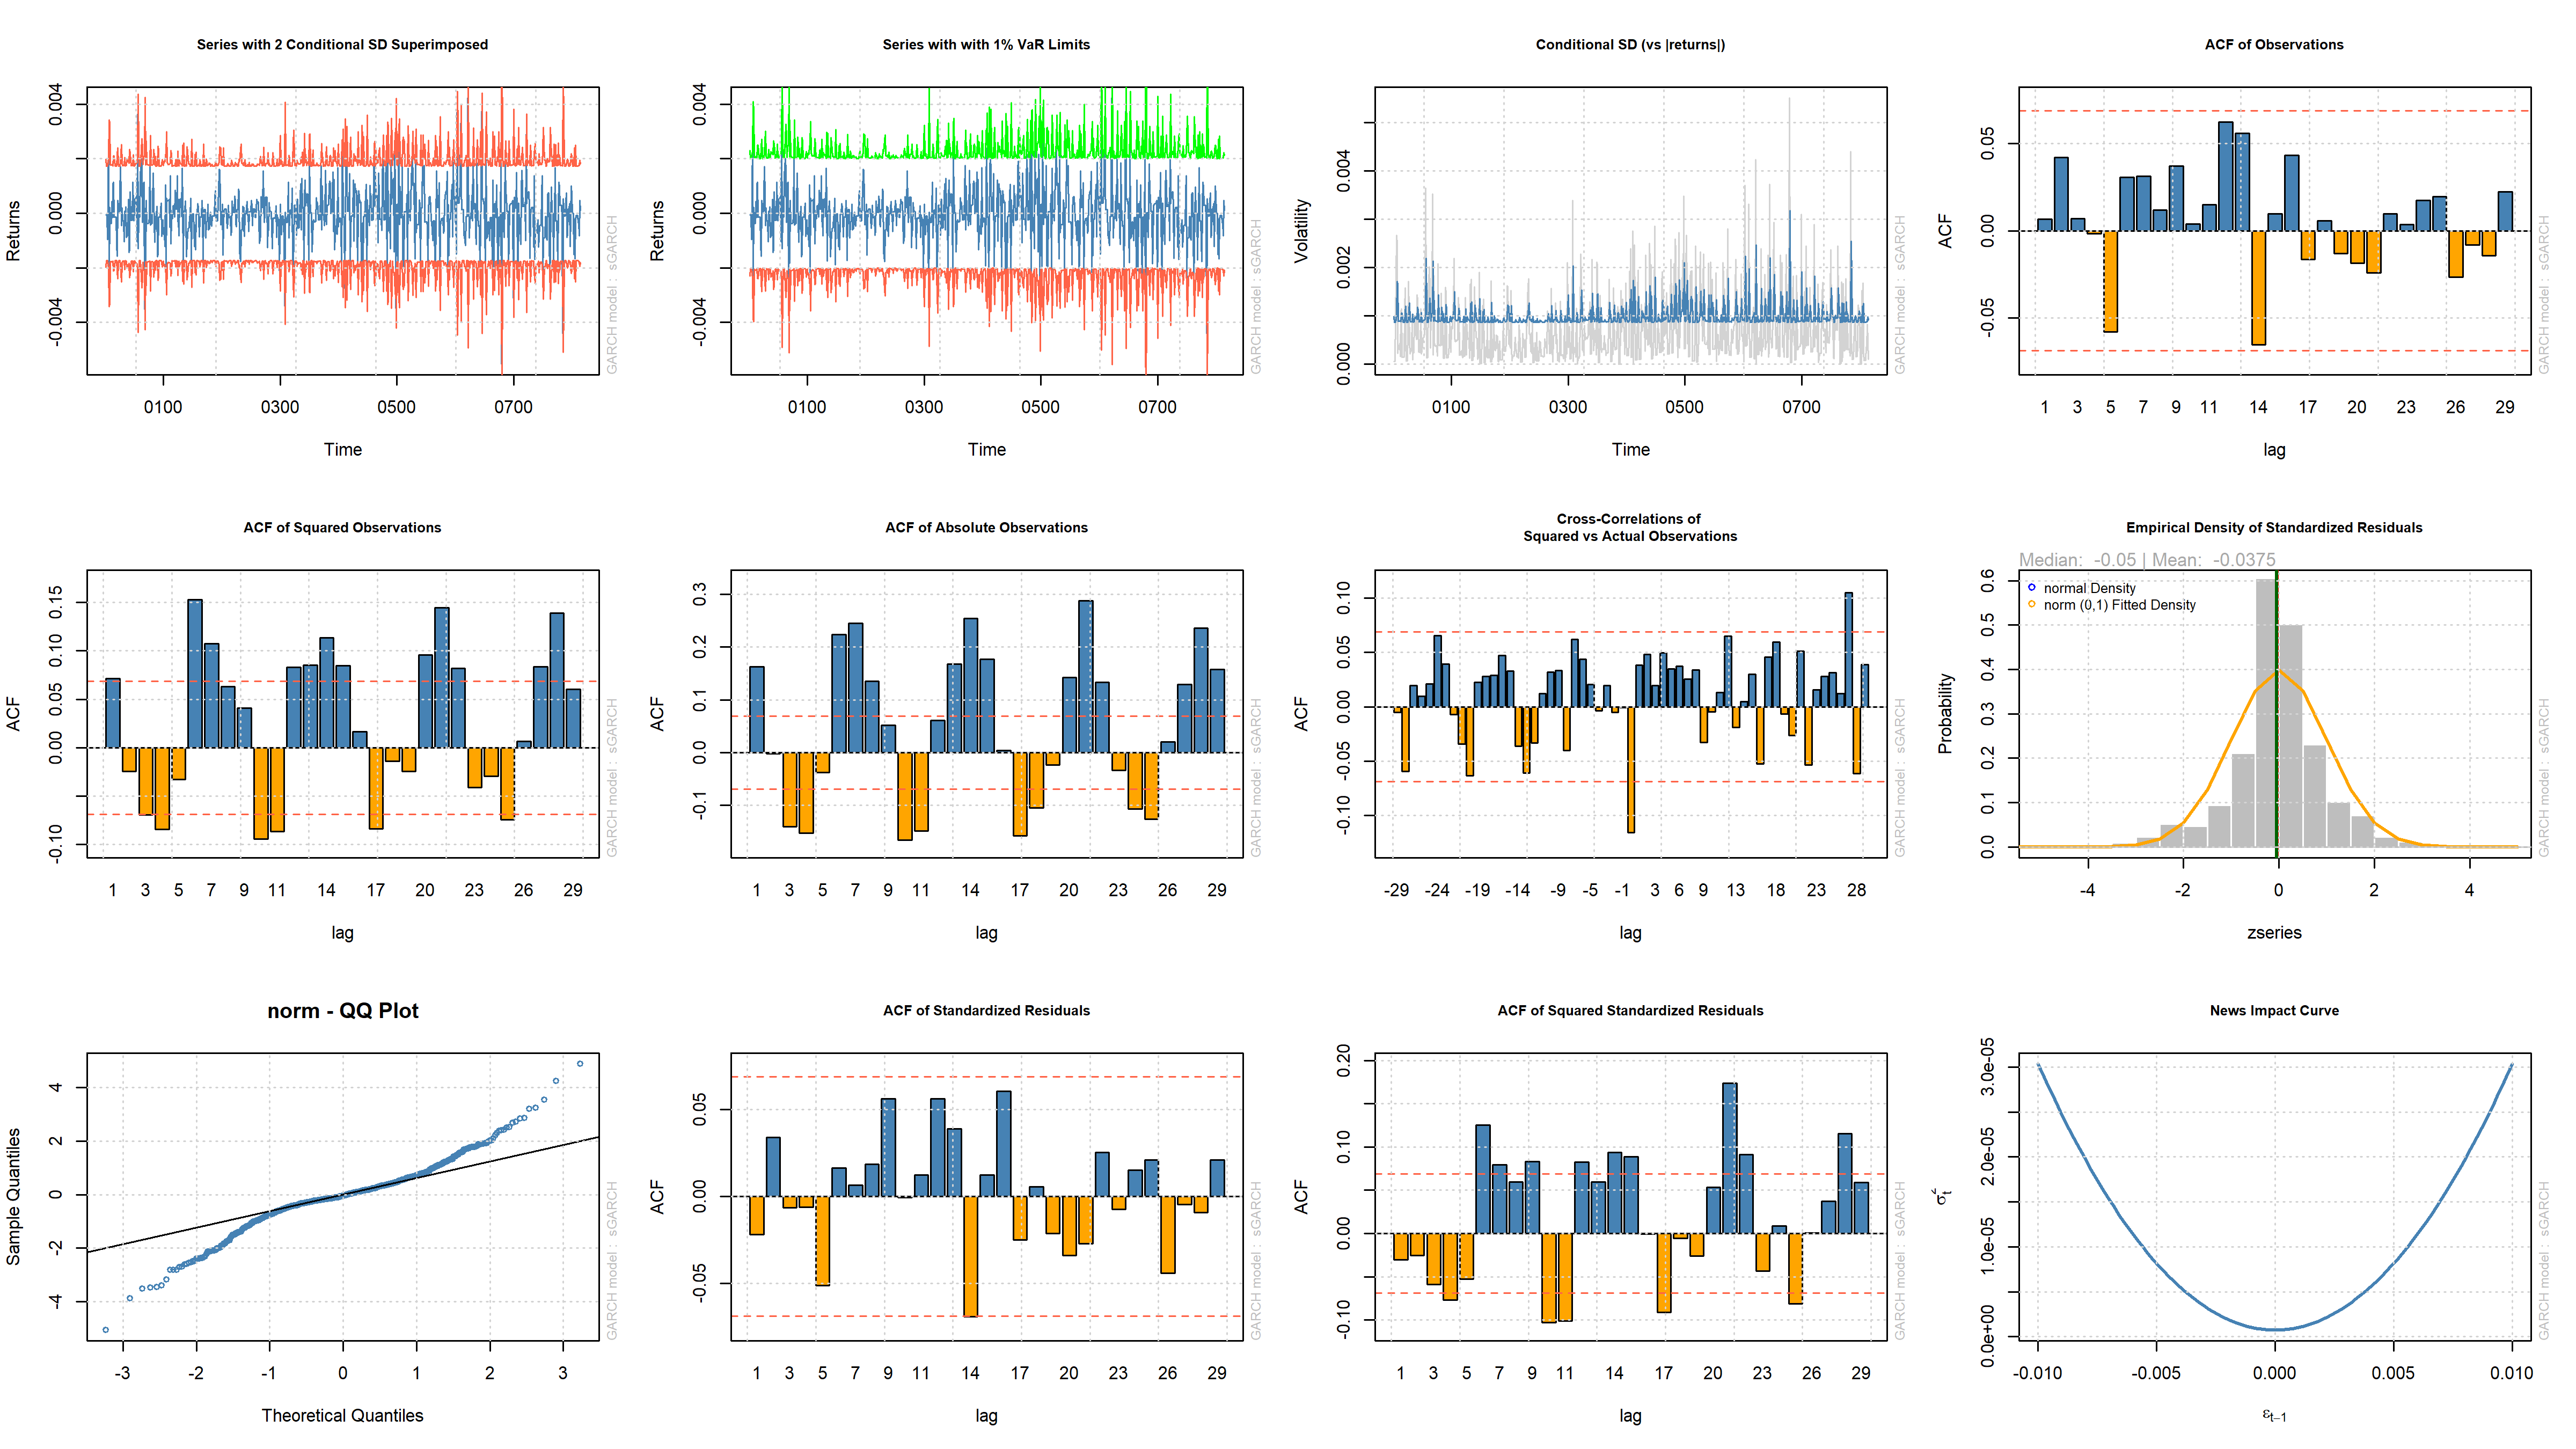 Series with 2 Conditional SD Superimposed
Returns
-0.004 0.000 0.004
0100 0300 0500 0700
Time
GARCH model : sGARCH
Series with with 1% VaR Limits
Returns
-0.004 0.000 0.004
0100 0300 0500 0700
Time
GARCH model : sGARCH
Conditional SD (vs |returns|)
Volatility
0.000 0.002 0.004
0100 0300 0500 0700
Time
GARCH model : sGARCH
ACF of Observations
ACF
-0.05 0.00 0.05
1 3 5 7 9 11 14 17 20 23 26 29
lag
GARCH model : sGARCH
ACF of Squared Observations
ACF
-0.10 0.00 0.05 0.10 0.15
1 3 5 7 9 11 14 17 20 23 26 29
lag
GARCH model : sGARCH
ACF of Absolute Observations
ACF
-0.1 0.0 0.1 0.2 0.3
1 3 5 7 9 11 14 17 20 23 26 29
lag
GARCH model : sGARCH
Cross-Correlations of
Squared vs Actual Observations
ACF
-0.10 -0.05 0.00 0.05 0.10
-29 -24 -19 -14 -9 -5 -1 3 6 9 13 18 23 28
lag
GARCH model : sGARCH
Empirical Density of Standardized Residuals
Median: -0.05 | Mean: -0.0375
normal Density
norm (0,1) Fitted Density
Probability
0.0 0.1 0.2 0.3 0.4 0.5 0.6
-4 -2 0 2 4
zseries
GARCH model : sGARCH
norm - QQ Plot
Sample Quantiles
-4 -2 0 2 4
-3 -2 -1 0 1 2 3
Theoretical Quantiles
GARCH model : sGARCH
ACF of Standardized Residuals
ACF
-0.05 0.00 0.05
1 3 5 7 9 11 14 17 20 23 26 29
lag
GARCH model : sGARCH
ACF of Squared Standardized Residuals
ACF
-0.10 0.00 0.10 0.20
1 3 5 7 9 11 14 17 20 23 26 29
lag
GARCH model : sGARCH
News Impact Curve
σt2
0.0e+00 1.0e-05 2.0e-05 3.0e-05
-0.010 -0.005 0.000 0.005 0.010
εt−1
GARCH model : sGARCH